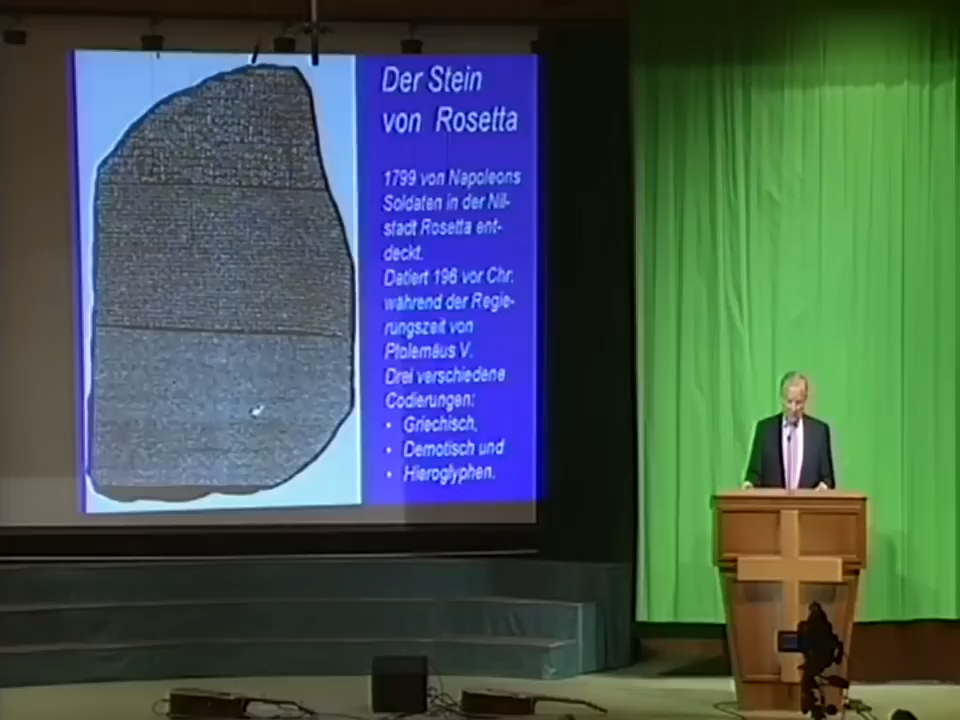 Der Stein
von Rosetta
1799 von Napoleons
Soldaten in der Nil-
stadt Rosetta ent-
deckt.
Datiert 196 vor Chr.
während der Regie-
rungszeit von
Ptolemäus V.
Drei verschiedene
Codierungen:
• Griechisch,
• Demotisch und
• Hieroglyphen.